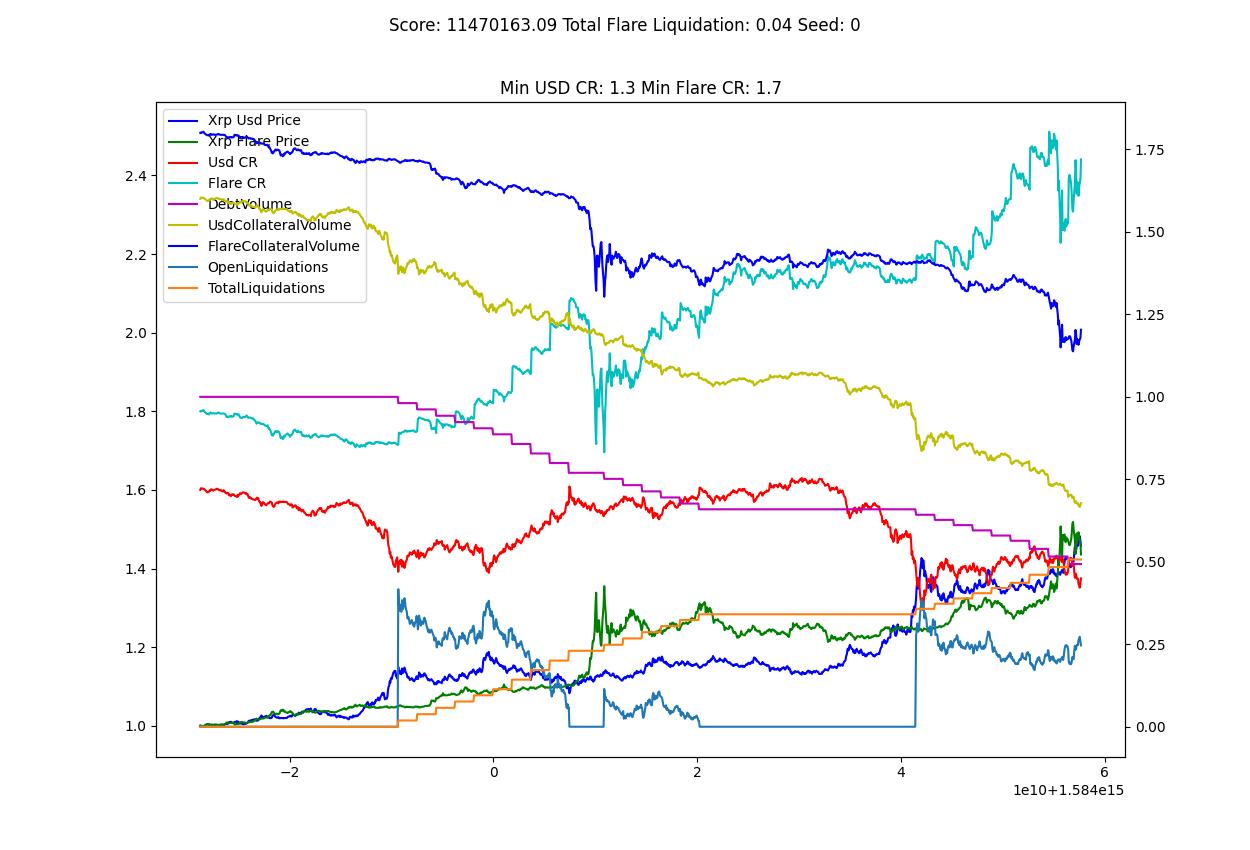 Score: 11470163.09 Total Flare Liquidation: 0.04 Seed: 0
Min USD CR: 1.3 Min Flare CR: 1.7
Xrp Usd Price
Xrp Flare Price
Usd CR
Flare CR
DebtVolume
UsdCollateralVolume
FlareCollateralVolume
OpenLiquidations
TotalLiquidations
2.4
2.2
2.0
1.8
1.6
1.4
1.2
1.0
1.75
1.50
1.25
1.00
0.75
0.50
0.25
0.00
−2 0 2 4 6
1e10+1.584e15